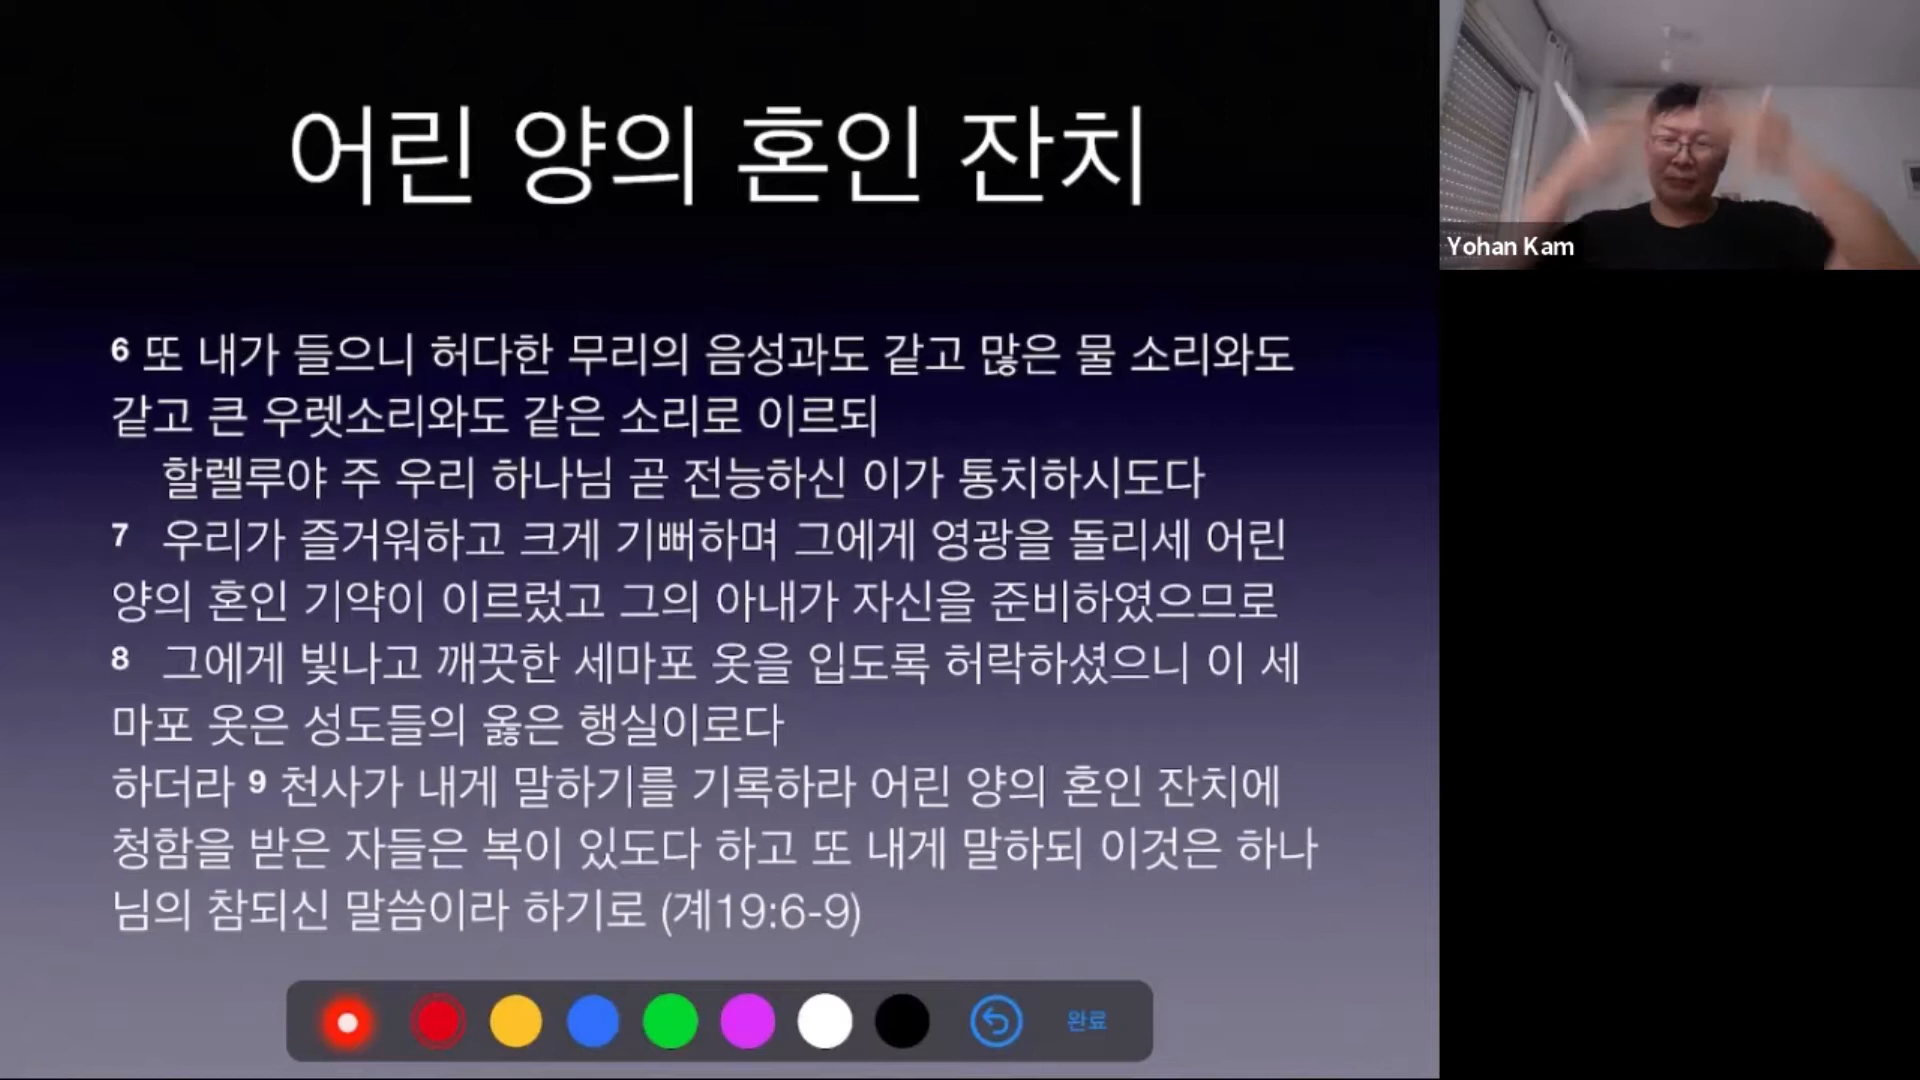 어린 양의 혼인 잔치
6 또 내가 들으니 허다한 무리의 음성과도 같고 많은 물 소리와도
같고 큰 우렛소리와도 같은 소리로 이르되
할렐루야 주 우리 하나님 곧 전능하신 이가 통치하시도다
7 우리가 즐거워하고 크게 기뻐하며 그에게 영광을 돌리세 어린
양의 혼인 기약이 이르렀고 그의 아내가 자신을 준비하였으므로
8 그에게 빛나고 깨끗한 세마포 옷을 입도록 허락하셨으니 이 세
마포 옷은 성도들의 옳은 행실이로다
하더라 9 천사가 내게 말하기를 기록하라 어린 양의 혼인 잔치에
청함을 받은 자들은 복이 있도다 하고 또 내게 말하되 이것은 하나
님의 참되신 말씀이라 하기로 (계19:6-9)
완료
Yohan Kam